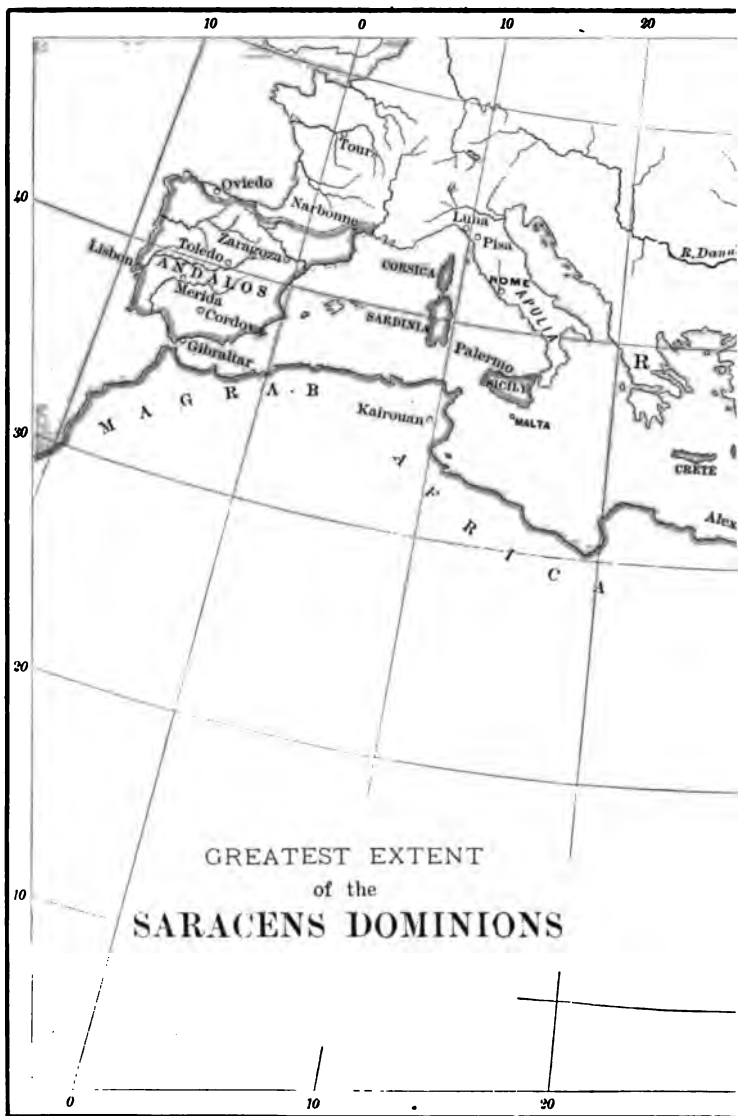 10 0 10 20
Tours
40
Oviedo
Narbonne
Luna
Pisa
R. Danu
Zaragoza
Toledo
Lisbon
ANDALOS
CORSICA
ROME
APULIA
Merida
Cordova
SARDINIA
Gibraltar
Palermo
R
SICILY
MAGRAB
Kairouan
MALTA
30
CRETE
Alex
AFRICA
20
GREATEST EXTENT
of the
SARACENS DOMINIONS
10
0 10 20